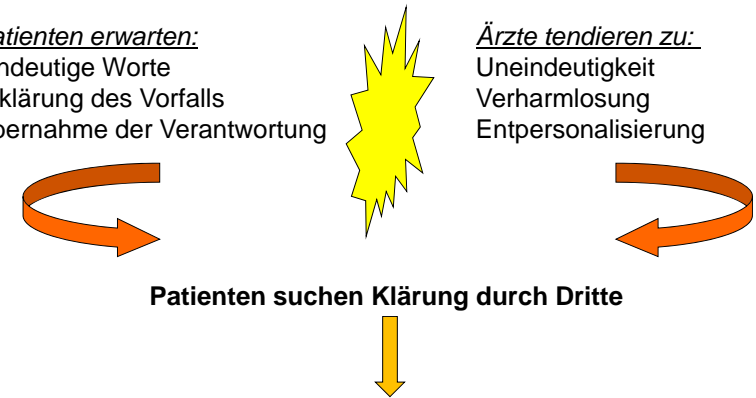 atienten erwarten:
ndeutige Worte
klärung des Vorfalls
bernahme der Verantwortung
Ärzte tendieren zu:
Uneindeutigkeit
Verharmlosung
Entpersonalisierung
Patienten suchen Klärung durch Dritte